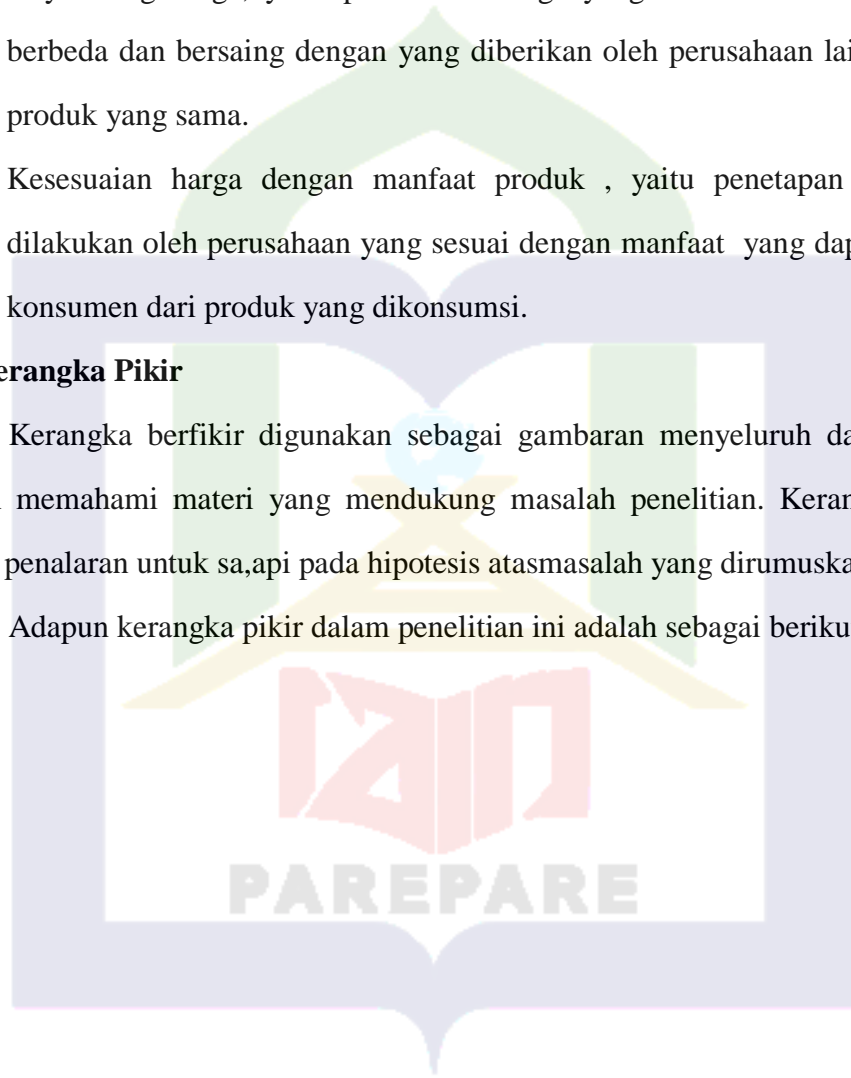 berbeda dan bersaing dengan yang diberikan oleh perusahaan lai
produk yang sama.
Kesesuaian harga dengan manfaat produk , yaitu penetapan
dilakukan oleh perusahaan yang sesuai dengan manfaat yang dap
konsumen dari produk yang dikonsumsi.
erangka Pikir
Kerangka berfikir digunakan sebagai gambaran menyeluruh da
memahami materi yang mendukung masalah penelitian. Keran
penalaran untuk sa,api pada hipotesis atasmasalah yang dirumuska
Adapun kerangka pikir dalam penelitian ini adalah sebagai beriku
iain
PAREPARE